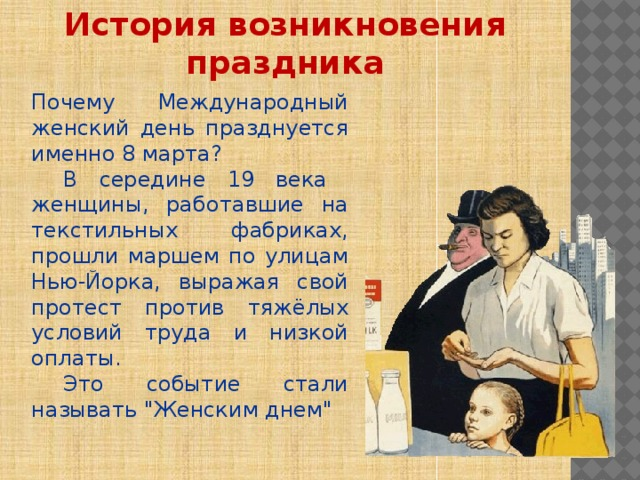 История возникновения
праздника
Почему Международный
женский день празднуется
именно 8 марта?
В середине 19 века
женщины, работавшие на
текстильных фабриках,
прошли маршем по улицам
Нью-Йорка, выражая свой
протест против тяжёлых
условий труда и низкой
оплаты.
Это событие стали
называть "Женским днем"